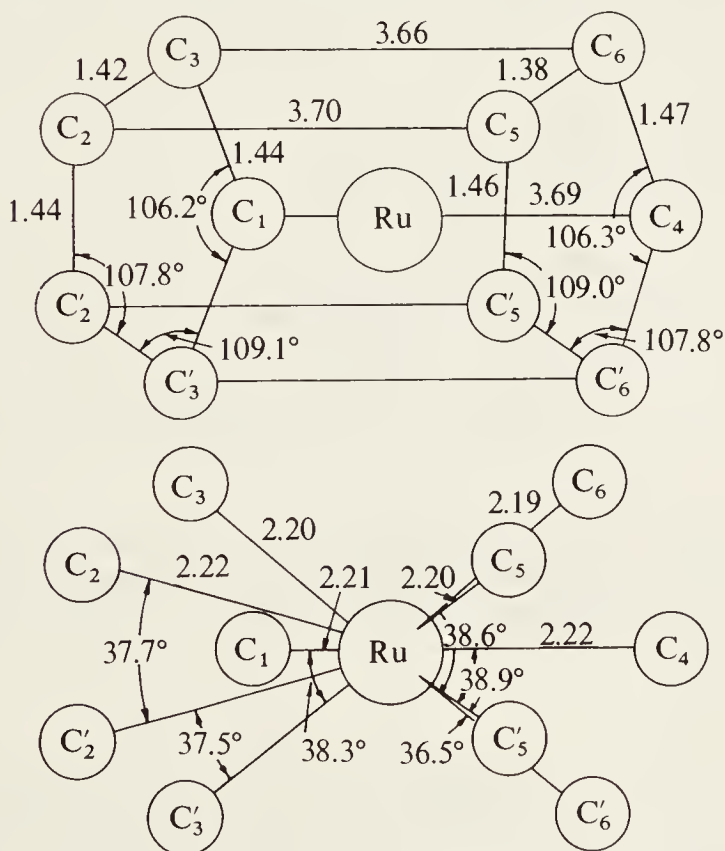 C3 3.66 C6
1.42 1.38
C2 3.70 C5 1.47
1.44
1.44 106.2° C1 Ru 1.46 3.69 C4
106.3°
107.8° 109.0°
C'2 C'5
109.1° 107.8°
C'3 C'6
C3 2.19 C6
2.20
C2 2.22 2.21 2.20 C5
37.7° C1 Ru 38.6° 2.22 C4
38.9°
C'2 37.5° 38.3° 36.5° C'5
C'3 C'6